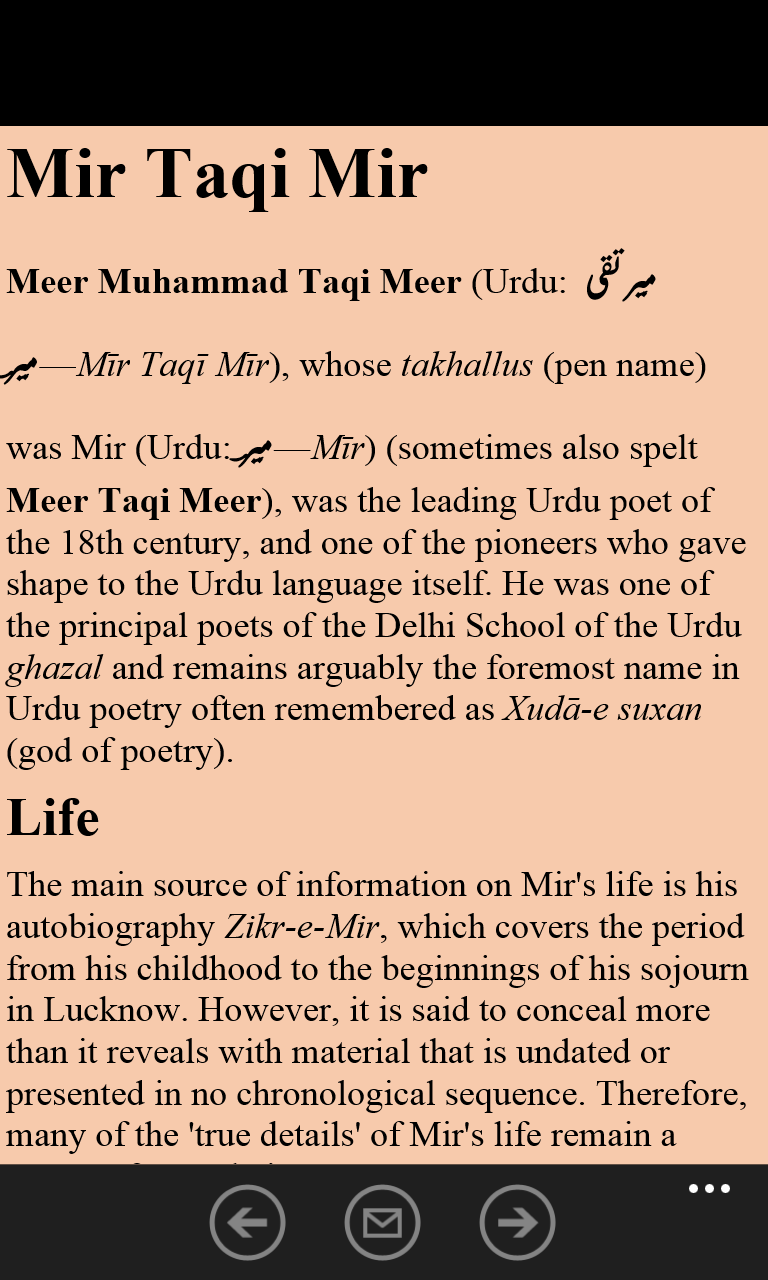 Mir Taqi Mir
Meer Muhammad Taqi Meer (Urdu: میر تقی
میر—Mīr Taqī Mīr), whose takhallus (pen name)
was Mir (Urdu:میر—Mīr) (sometimes also spelt
Meer Taqi Meer), was the leading Urdu poet of
the 18th century, and one of the pioneers who gave
shape to the Urdu language itself. He was one of
the principal poets of the Delhi School of the Urdu
ghazal and remains arguably the foremost name in
Urdu poetry often remembered as Xudā-e suxan
(god of poetry).
Life
The main source of information on Mir's life is his
autobiography Zikr-e-Mir, which covers the period
from his childhood to the beginnings of his sojourn
in Lucknow. However, it is said to conceal more
than it reveals with material that is undated or
presented in no chronological sequence. Therefore,
many of the 'true details' of Mir's life remain a